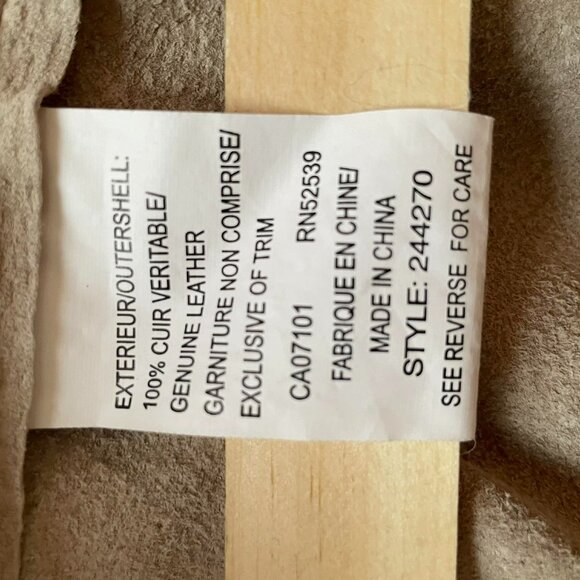 EXTERIEUR/OUTERSHELL:
100% CUIR VERITABLE/
GENUINE LEATHER
GARNITURE NON COMPRISE/
EXCLUSIVE OF TRIM
CA07101 RN52539
FABRIQUE EN CHINE/
MADE IN CHINA
STYLE: 244270
SEE REVERSE FOR CARE